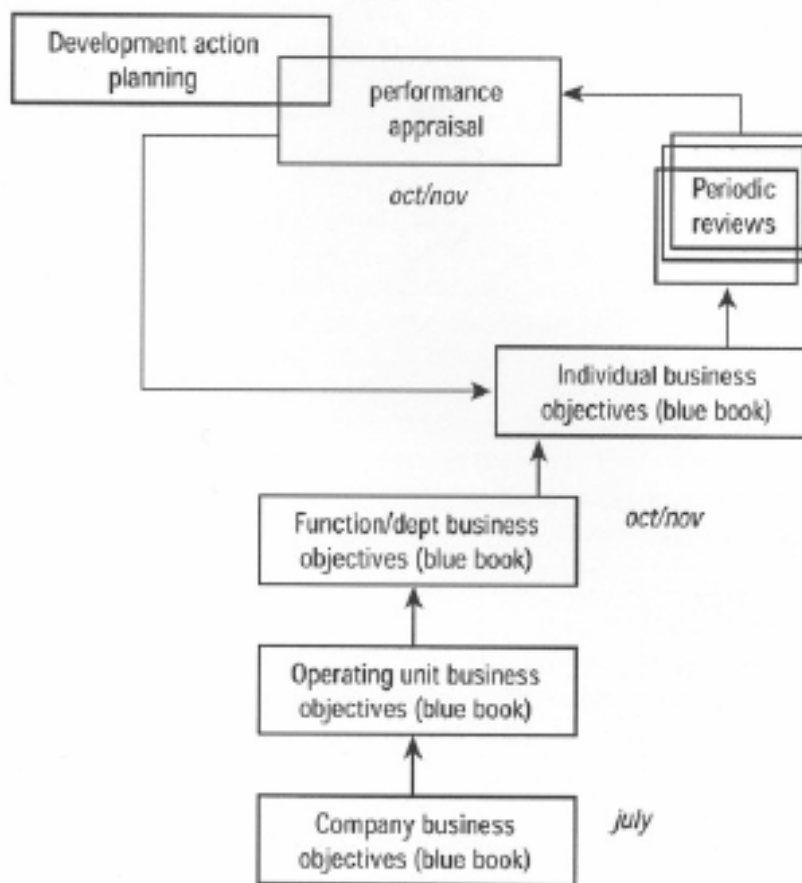 Development action
planning
performance
appraisal
oct/nov
Periodic
reviews
Individual business
objectives (blue book)
Function/dept business
objectives (blue book)
oct/nov
Operating unit business
objectives (blue book)
Company business
objectives (blue book)
july